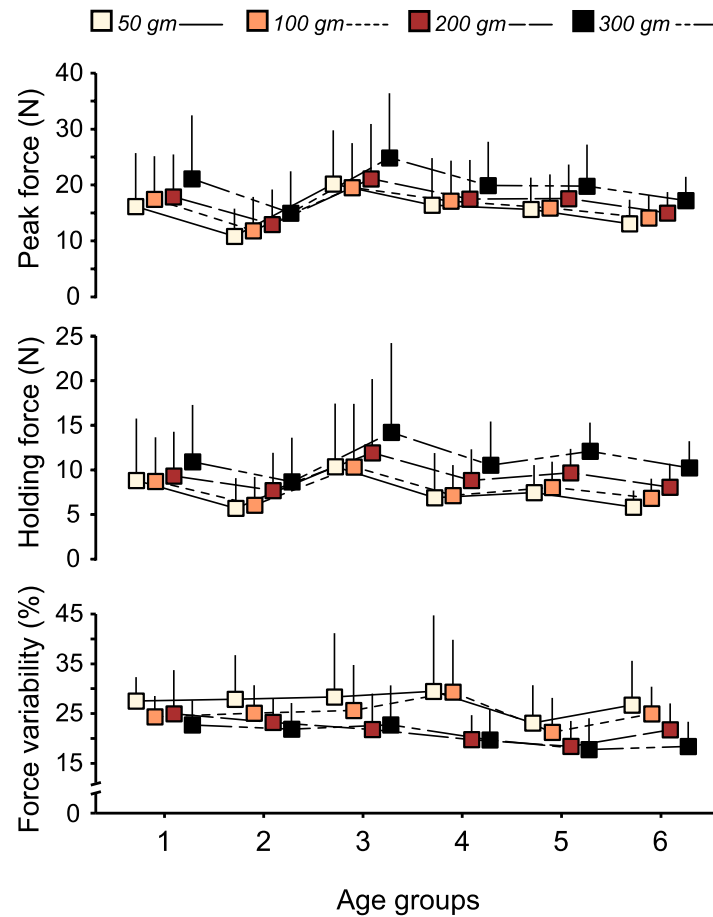 50 gm 100 gm 200 gm 300 gm
Peak force (N)
40
30
20
10
0
Holding force (N)
25
20
15
10
5
0
Force variability (%)
45
35
25
15
0
1 2 3 4 5 6
Age groups